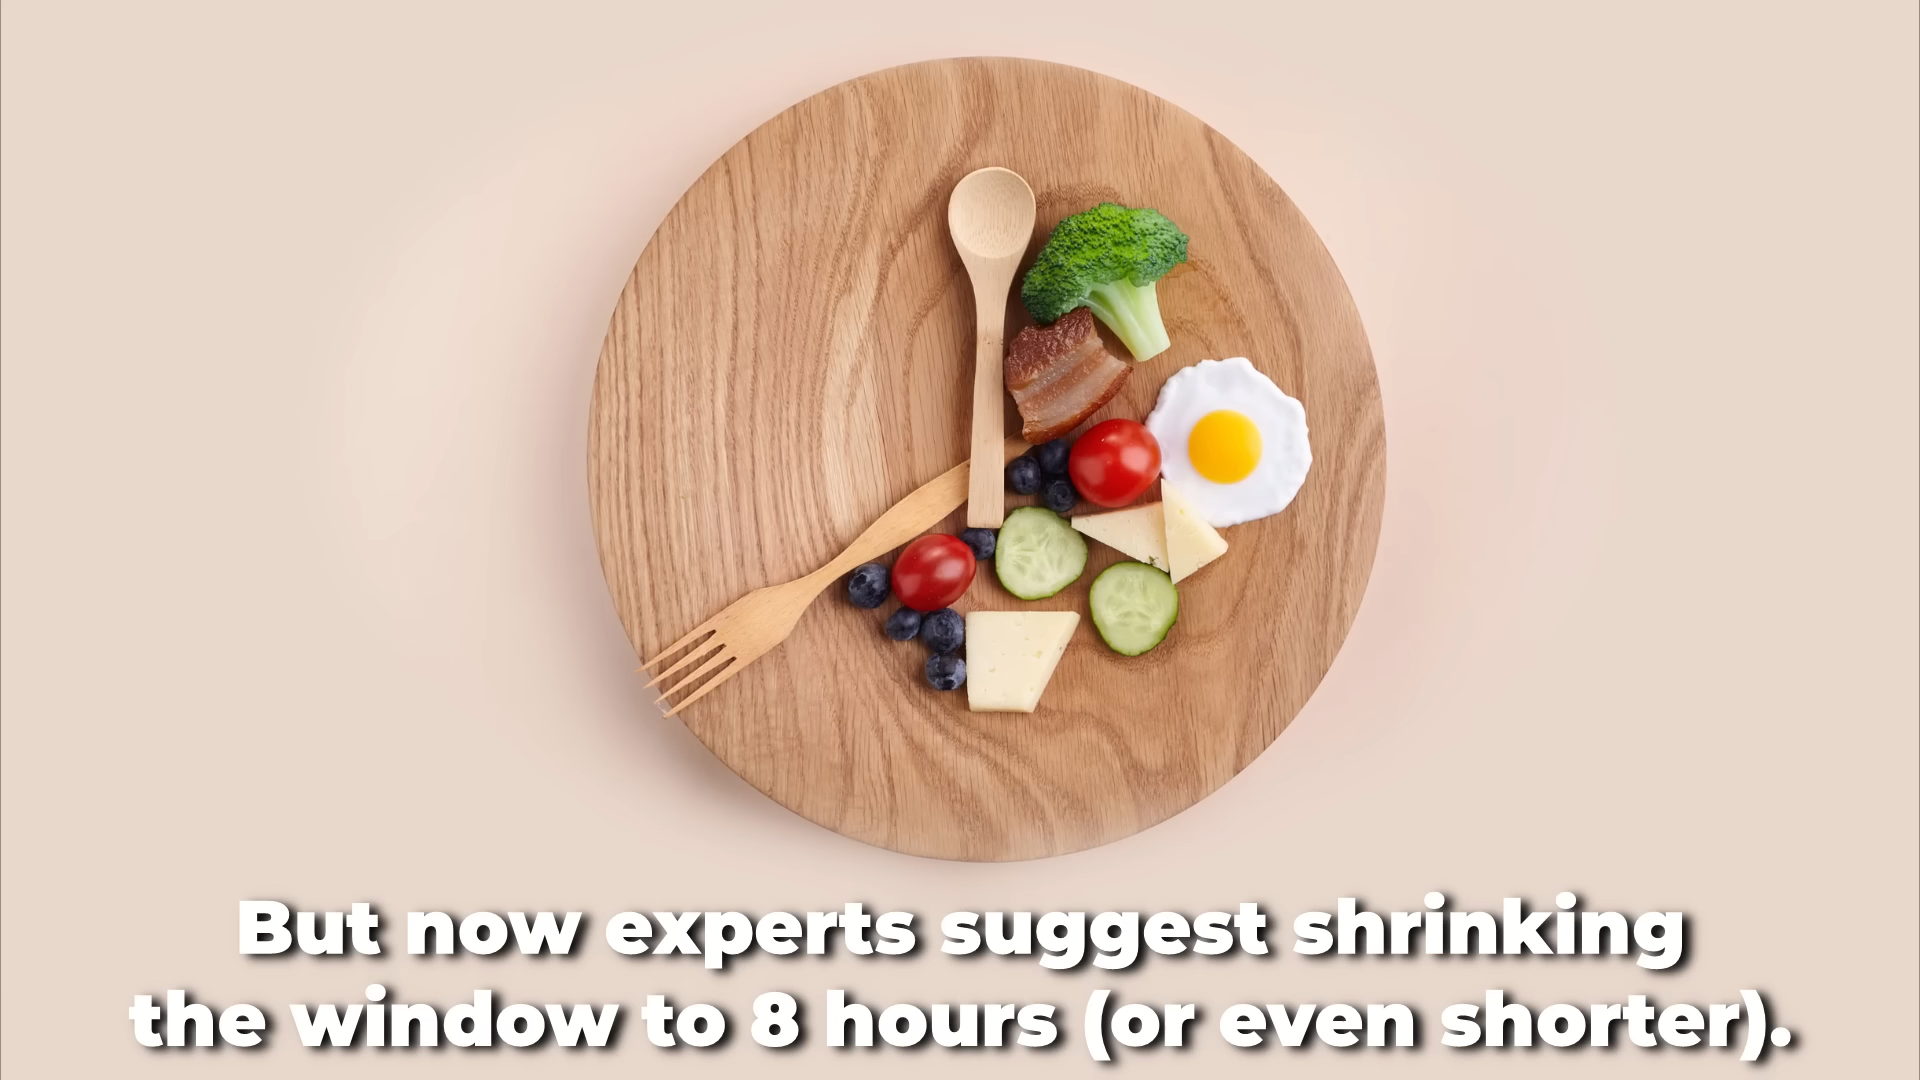 But now experts suggest shrinking
the window to 8 hours (or even shorter).